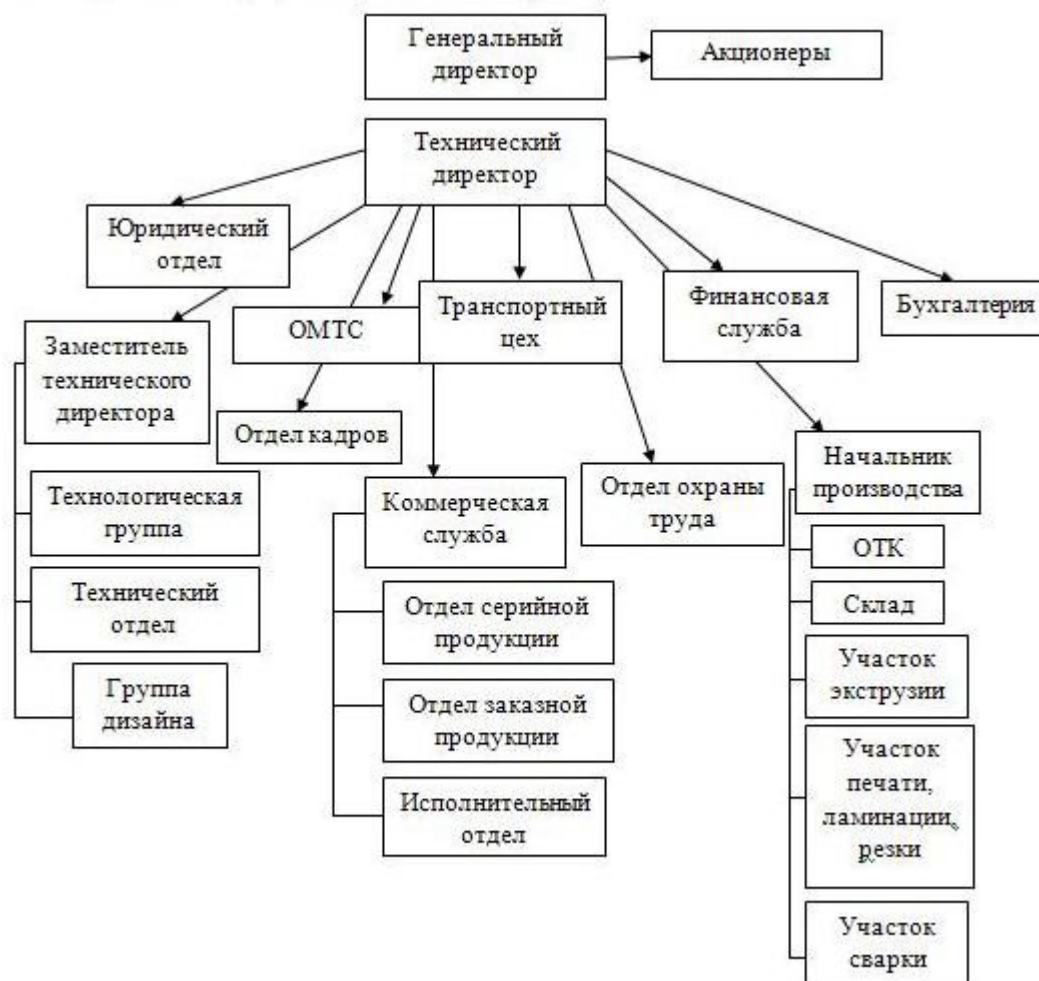 Генеральный
директор
Акционеры
Технический
директор
Юридический
отдел
ОМТС
Транспортный
цех
Финансовая
служба
Бухгалтерия
Заместитель
технического
директора
Отдел кадров
Начальник
производства
Технологическая
группа
Коммерческая
служба
Отдел охраны
труда
ОТК
Технический
отдел
Отдел серийной
продукции
Склад
Участок
экструзии
Группа
дизайна
Отдел заказной
продукции
Участок
печати,
ламинации,
резки
Исполнительный
отдел
Участок
сварки